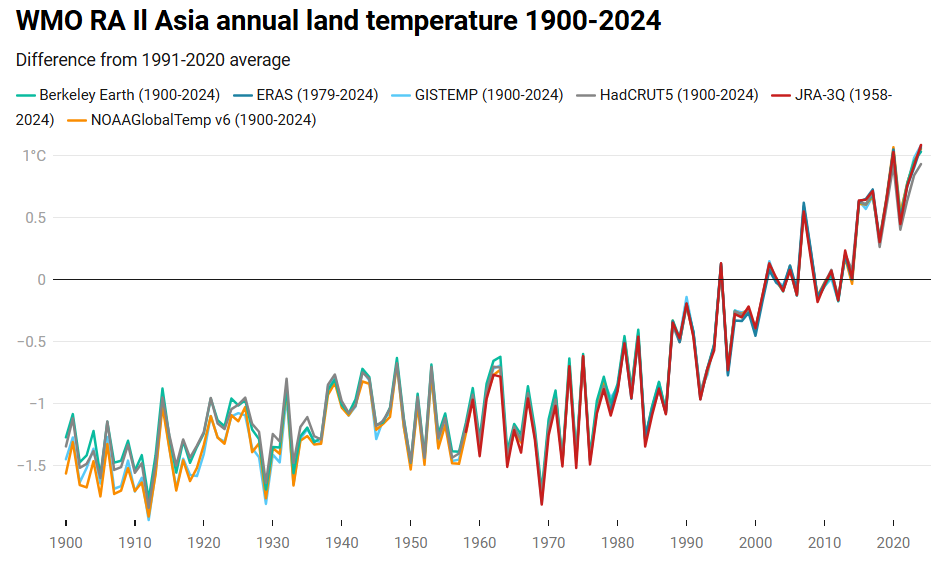 WMO RA ll Asia annual land temperature 1900-2024
Difference from 1991-2020 average
Berkeley Earth (1900-2024) ERA5 (1979-2024) GISTEMP (1900-2024) HadCRUT5 (1900-2024) JRA-3Q (1958-
2024) NOAAGlobalTemp v6 (1900-2024)
1°C
0.5
0
−0.5
−1
−1.5
1900 1910 1920 1930 1940 1950 1960 1970 1980 1990 2000 2010 2020